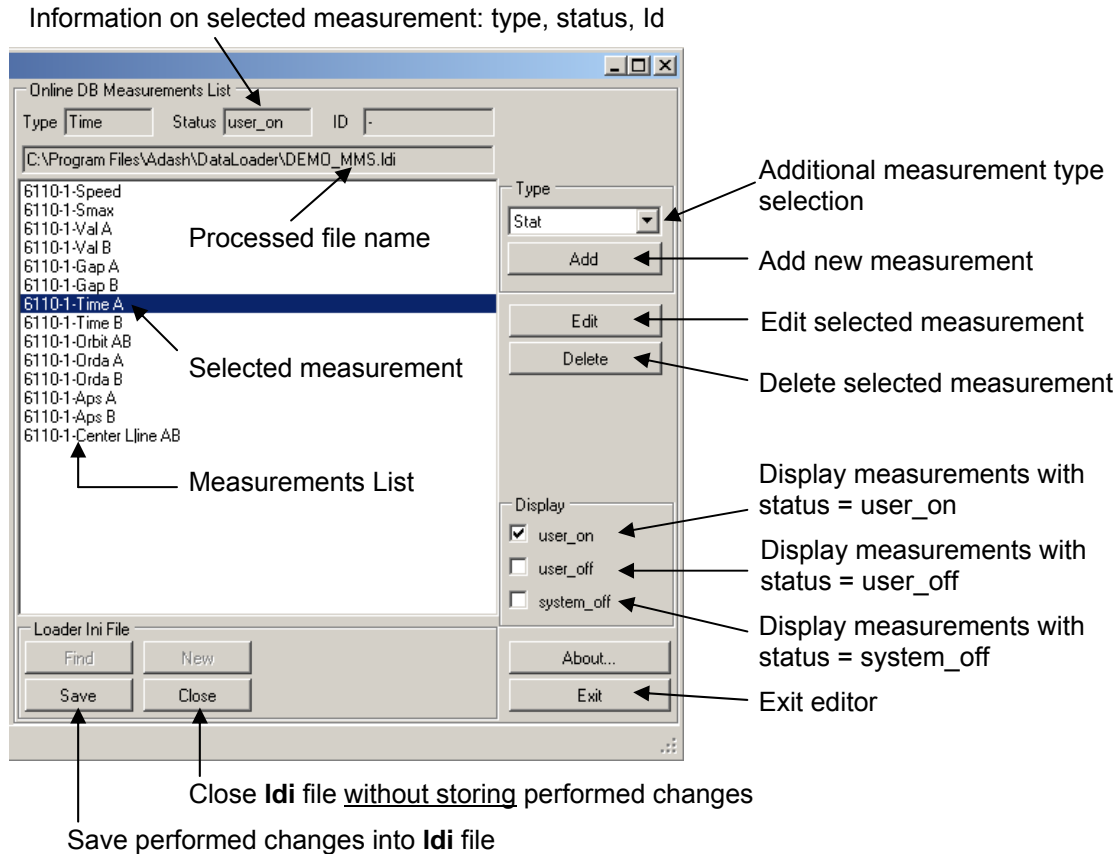 Information on selected measurement: type, status, Id
Online DB Measurements List
Type Time Status user_on ID -
C:\Program Files\Adash\DataLoader\DEMO_MMS.ldi
6110-1-Speed
6110-1-Smax
6110-1-Val A
6110-1-Val B
6110-1-Gap A
6110-1-Gap B
6110-1-Time A
6110-1-Time B
6110-1-Orbit AB
6110-1-Orda A
6110-1-Orda B
6110-1-Aps A
6110-1-Aps B
6110-1-Center L|ine AB
Processed file name
Selected measurement
Measurements List
Type
Stat
Add
Edit
Delete
Additional measurement type
selection
Add new measurement
Edit selected measurement
Delete selected measurement
Display
user_on
user_off
system_off
Display measurements with
status = user_on
Display measurements with
status = user_off
Display measurements with
status = system_off
Loader Ini File
Find New
Save Close
About...
Exit
Exit editor
Close ldi file without storing performed changes
Save performed changes into ldi file